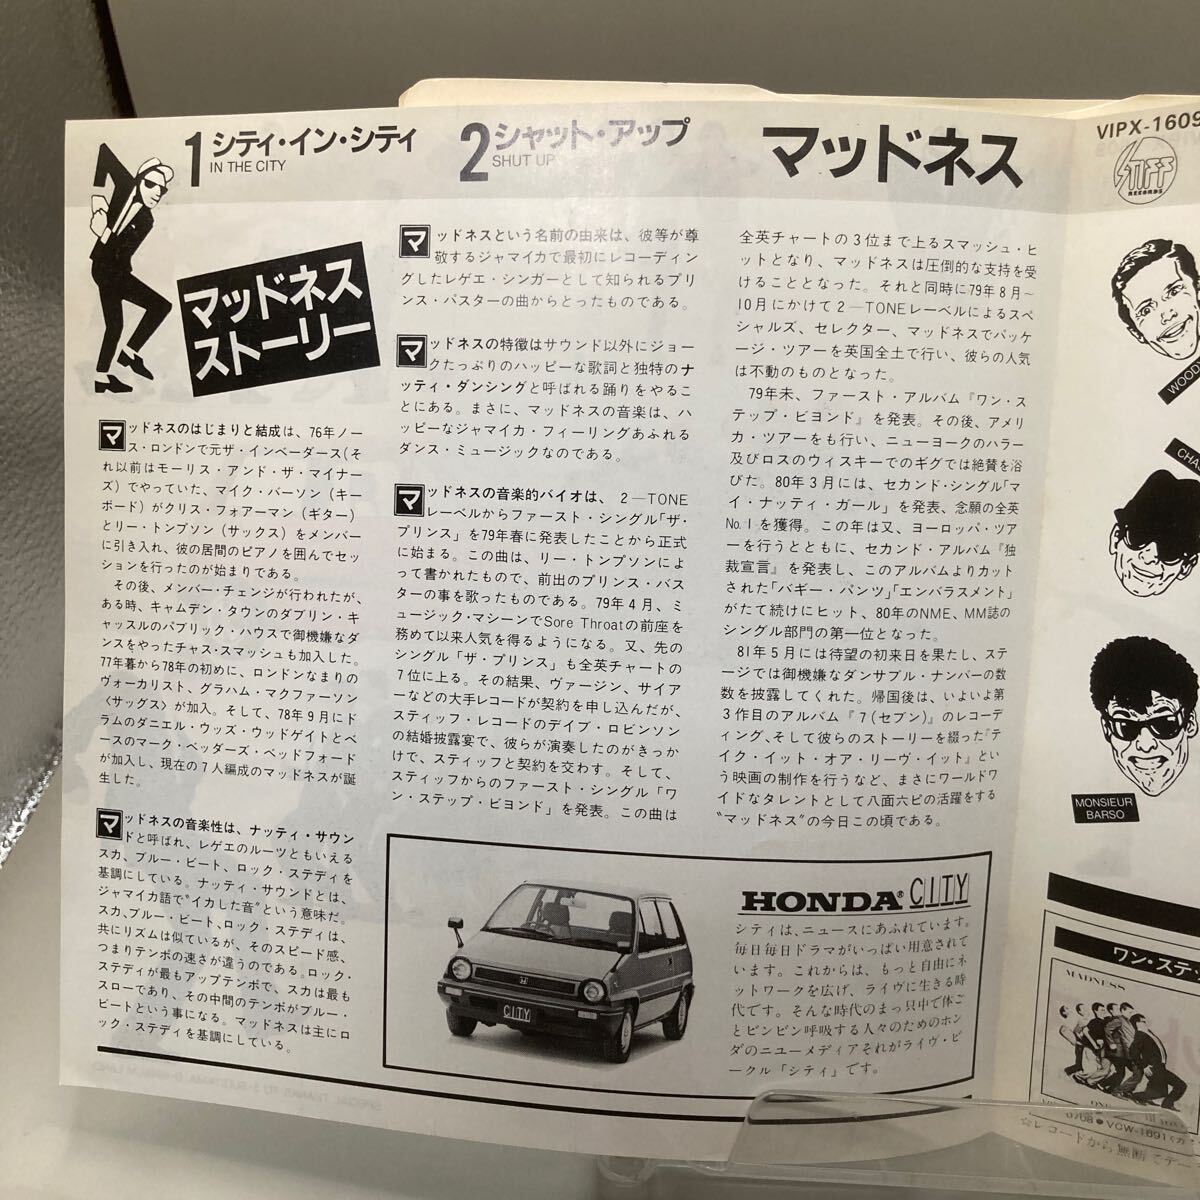 1 シティ・イン・シティ
IN THE CITY
2 シャット・アップ
SHUT UP
マッドネス
VIPX-1609
STIFF
RECORDS
マッドネス
ストーリー
マッドネスのはじまりと結成は、76年ノー
ス・ロンドンで元ザ・インベーダース(そ
れ以前はモーリス・アンド・ザ・マイナー
ズ)でやっていた、マイク・バーソン(キー
ボード)がクリス・フォアーマン(ギター)
とリー・トンプソン(サックス)をメンバー
に引き入れ、彼の居間のピアノを囲んでセッ
ションを行ったのが始まりである。
その後、メンバー・チェンジが行われたが、
ある時、キャムデン・タウンのダブリン・キ
ャッスルのパブリック・ハウスで御機嫌なダ
ンスをやったチャス・スマッシュも加入した。
77年暮から78年の初めに、ロンドンなまりの
ヴォーカリスト、グラハム・マクファーソン
〈サッグス〉が加入。そして、78年9月にド
ラムのダニエル・ウッズ・ウッドゲイトとベ
ースのマーク・ベッダーズ・ベッドフォード
が加入し、現在の7人編成のマッドネスが誕
生した。
マッドネスの音楽性は、ナッティ・サウン
ドと呼ばれ、レゲエのルーツともいえる
スカ、ブルー・ビート、ロック・ステディを
基調にしている。ナッティ・サウンドとは、
ジャマイカ語で“イカした音”という意味だ。
スカ、ブルー・ビート、ロック・ステディは、
共にリズムは似ているが、そのスピード感、
つまりテンポの速さが違うのである。ロック・
ステディが最もアップテンポで、スカは最も
スローであり、その中間のテンポがブルー・
ビートという事になる。マッドネスは主にロ
ック・ステディを基調にしている。
マッドネスという名前の由来は、彼等が尊
敬するジャマイカで最初にレコーディン
グしたレゲエ・シンガーとして知られるプリ
ンス・バスターの曲からとったものである。
マッドネスの特徴はサウンド以外にジョー
クたっぷりのハッピーな歌詞と独特のナ
ッティ・ダンシングと呼ばれる踊りをやるこ
とにある。まさに、マッドネスの音楽は、ハ
ッピーなジャマイカ・フィーリングあふれる
ダンス・ミュージックなのである。
マッドネスの音楽的バイオは、2―TONE
レーベルからファースト・シングル「ザ・
プリンス」を79年春に発表したことから正式
に始まる。この曲は、リー・トンプソンによ
って書かれたもので、前出のプリンス・バス
ターの事を歌ったものである。79年4月、ミ
ュージック・マシーンでSore Throatの前座を
務めて以来人気を得るようになる。又、先の
シングル「ザ・プリンス」も全英チャートの
7位に上る。その結果、ヴァージン、サイア
ーなどの大手レコードが契約を申し込んだが、
スティッフ・レコードのデイブ・ロビンソン
の結婚披露宴で、彼らが演奏したのがきっか
けで、スティッフと契約を交わす。そして、
スティッフからのファースト・シングル「ワ
ン・ステップ・ビヨンド」を発表。この曲は
全英チャートの3位まで上るスマッシュ・ヒ
ットとなり、マッドネスは圧倒的な支持を受
けることとなった。それと同時に79年8月~
10月にかけて2―TONEレーベルによるスペ
シャルズ、セレクター、マッドネスでパッケ
ージ・ツアーを英国全土で行い、彼らの人気
は不動のものとなった。
79年末、ファースト・アルバム『ワン・ス
テップ・ビヨンド』を発表。その後、アメリ
カ・ツアーをも行い、ニューヨークのハラー
及びロスのウィスキーでのギグでは絶賛を浴
びた。80年3月には、セカンド・シングル「マ
イ・ナッティ・ガール」を発表、念願の全英
No.1を獲得。この年は又、ヨーロッパ・ツア
ーを行うとともに、セカンド・アルバム『独
裁宣言』を発表し、このアルバムよりカット
された「バギー・パンツ」「エンバラスメント」
がたて続けにヒット、80年のNME、MM誌の
シングル部門の第一位となった。
81年5月には待望の初来日を果たし、ステ
ージでは御機嫌なダンサブル・ナンバーの数
数を披露してくれた。帰国後は、いよいよ第
3作目のアルバム『7(セブン)』のレコーデ
ィング、そして彼らのストーリーを綴った『テ
イク・イット・オア・リーヴ・イット』とい
う映画の制作を行うなど、まさにワールドワ
イドなタレントとして八面六ピの活躍をする
“マッドネス”の今日この頃である。
CITY
HONDA® CITY
シティは、ニュースにあふれています。
毎日毎日ドラマがいっぱい用意されて
います。これからは、もっと自由にネ
ットワークを広げ、ライヴに生きる時
代です。そんな時代のまっ只中で体ご
とビンビン呼吸する人々のためのホン
ダのニューメディアそれがライヴ・ビ
ークル「シティ」です。
WOOD
CHA
MONSIEUR
BARSO
ワン・ステ
MADNESS
VCW-1691
☆レコードから無断でテー